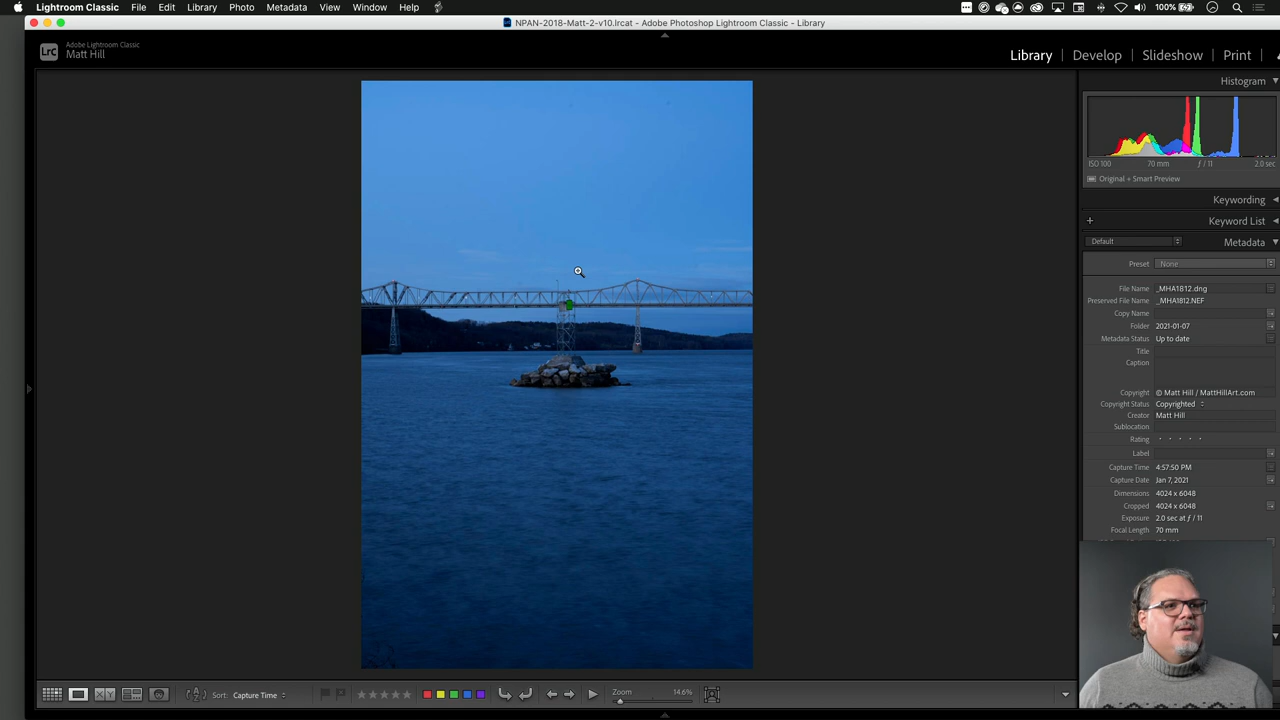 Lightroom Classic File Edit Library Photo Metadata View Window Help 100%
NPAN-2018-Matt-2-v10.lrcat - Adobe Photoshop Lightroom Classic - Library
Lrc Adobe Lightroom Classic
Matt Hill
Library | Develop | Slideshow | Print |
Histogram
ISO 100 70 mm ƒ / 11 2.0 sec
Original + Smart Preview
Keywording
+ Keyword List
Default Metadata
Preset None
File Name _MHA1812.dng
Preserved File Name _MHA1812.NEF
Copy Name
Folder 2021-01-07
Metadata Status Up to date
Title
Caption
Copyright © Matt Hill / MattHillArt.com
Copyright Status Copyrighted
Creator Matt Hill
Sublocation
Rating · · · · ·
Label
Capture Time 4:57:50 PM
Capture Date Jan 7, 2021
Dimensions 4024 x 6048
Cropped 4024 x 6048
Exposure 2.0 sec at ƒ / 11
Focal Length 70 mm
Sort: Capture Time Zoom 14.6%